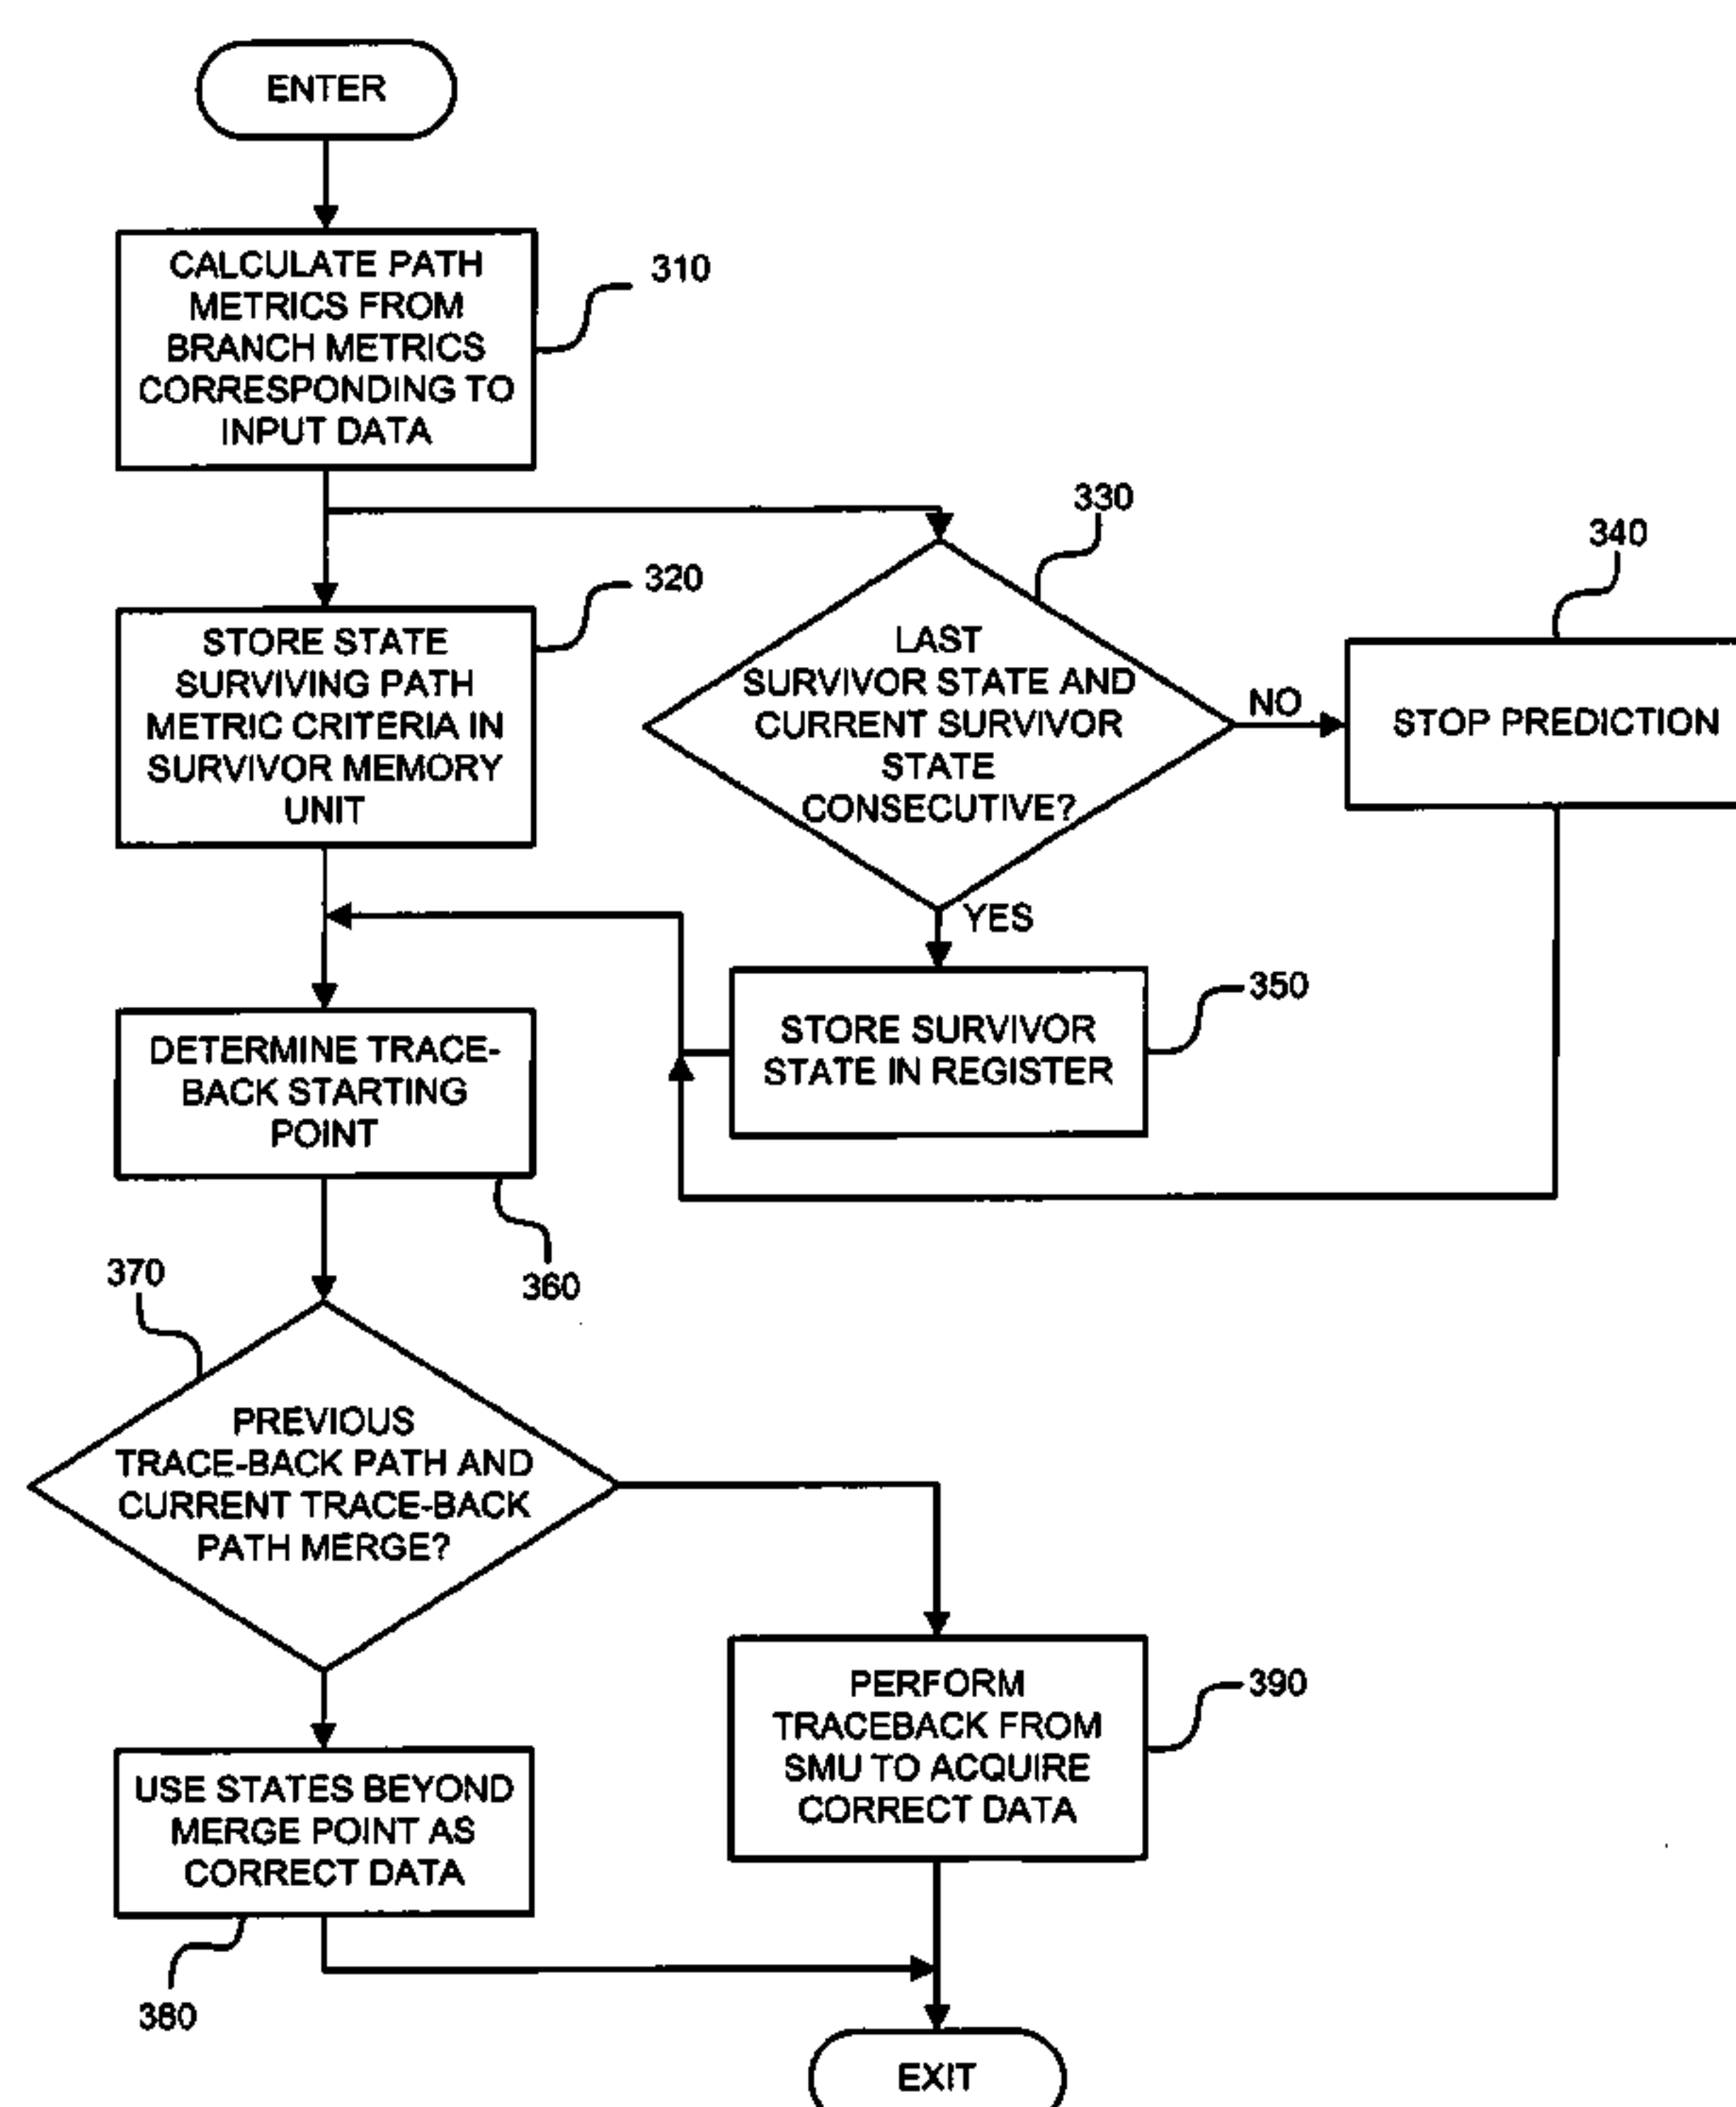 ENTER
CALCULATE PATH
METRICS FROM
BRANCH METRICS
CORRESPONDING TO
INPUT DATA
310
330
340
320
STORE STATE
SURVIVING PATH
METRIC CRITERIA IN
SURVIVOR MEMORY
UNIT
LAST
SURVIVOR STATE AND
CURRENT SURVIVOR
STATE
CONSECUTIVE?
NO
STOP PREDICTION
YES
350
STORE SURVIVOR
STATE IN REGISTER
DETERMINE TRACE-
BACK STARTING
POINT
360
370
PREVIOUS
TRACE-BACK PATH AND
CURRENT TRACE-BACK
PATH MERGE?
PERFORM
TRACEBACK FROM
SMU TO ACQUIRE
CORRECT DATA
390
USE STATES BEYOND
MERGE POINT AS
CORRECT DATA
380
EXIT